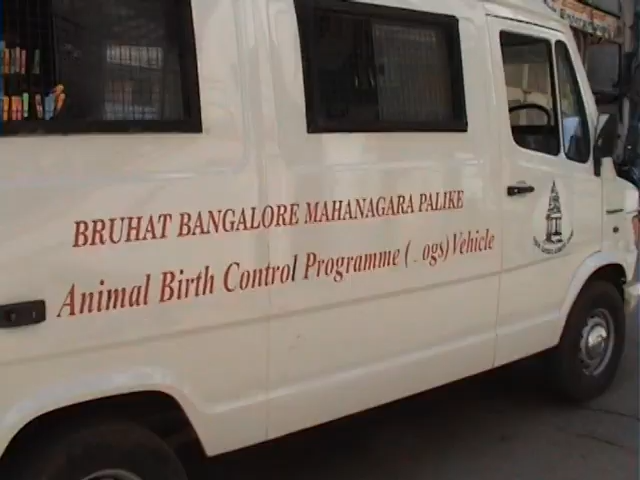 BRUHAT BANGALORE MAHANAGARA PALIKE
Animal Birth Control Programme ( . ogs) Vehicle